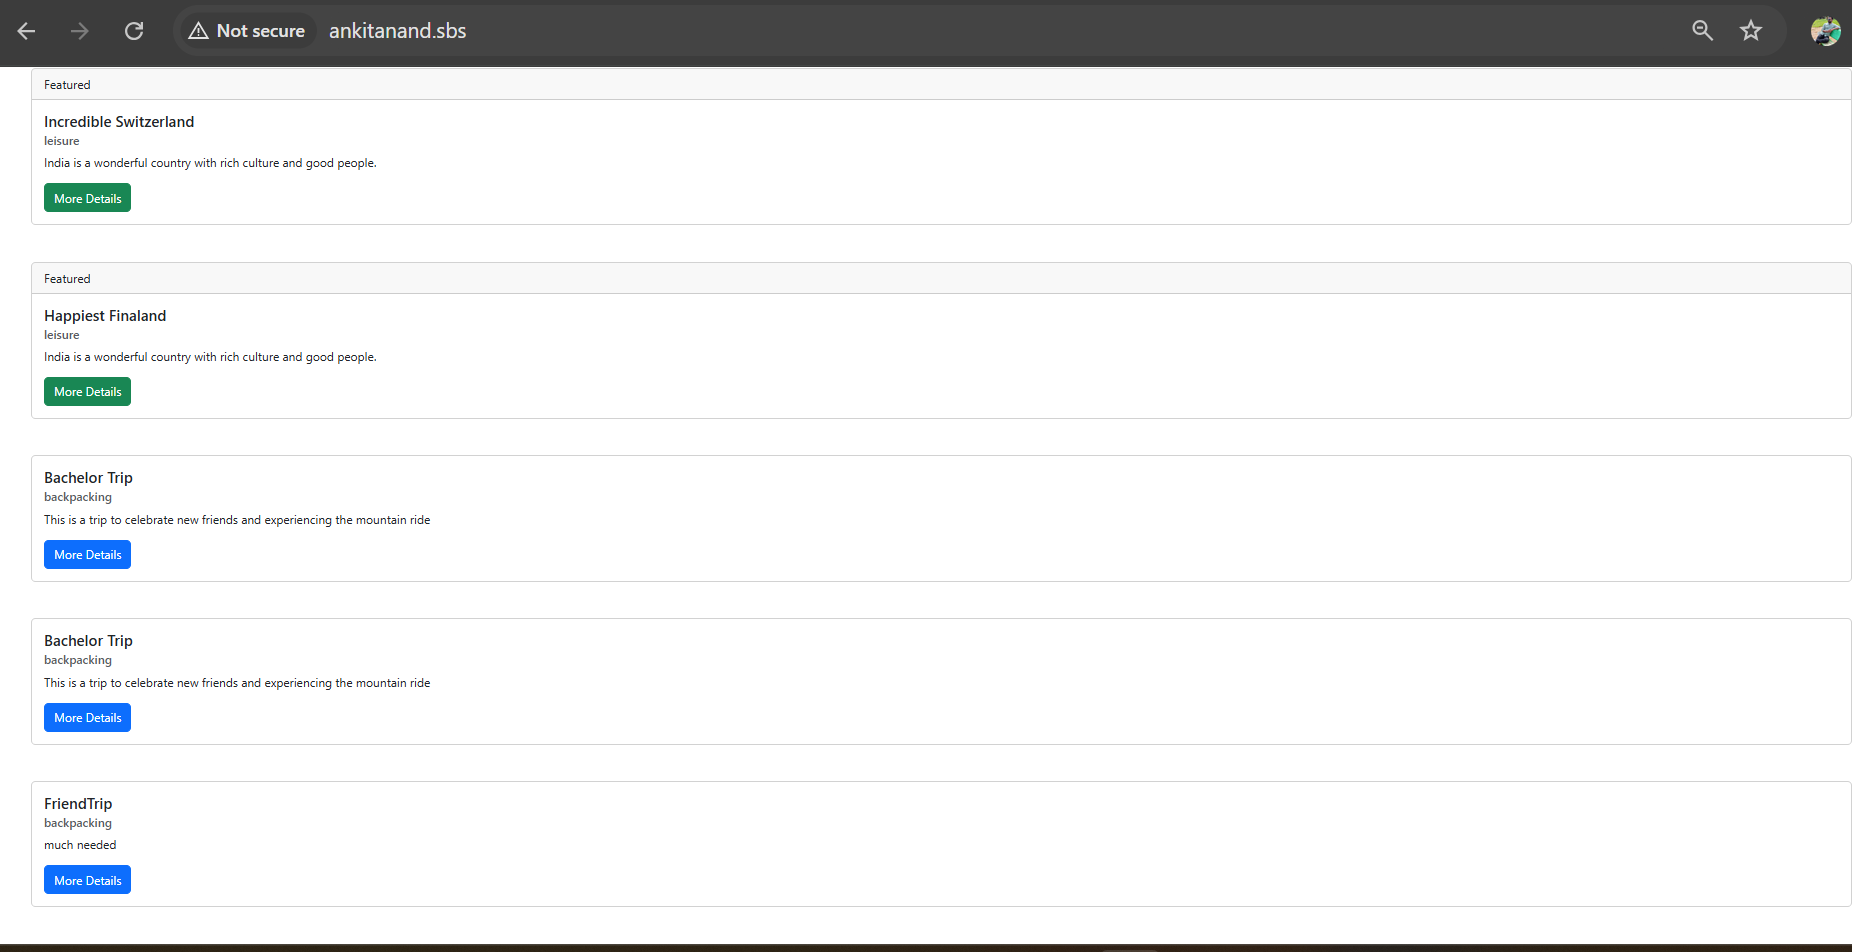 Not secure ankitanand.sbs
Featured
Incredible Switzerland
leisure
India is a wonderful country with rich culture and good people.
More Details
Featured
Happiest Finaland
leisure
India is a wonderful country with rich culture and good people.
More Details
Bachelor Trip
backpacking
This is a trip to celebrate new friends and experiencing the mountain ride
More Details
Bachelor Trip
backpacking
This is a trip to celebrate new friends and experiencing the mountain ride
More Details
FriendTrip
backpacking
much needed
More Details